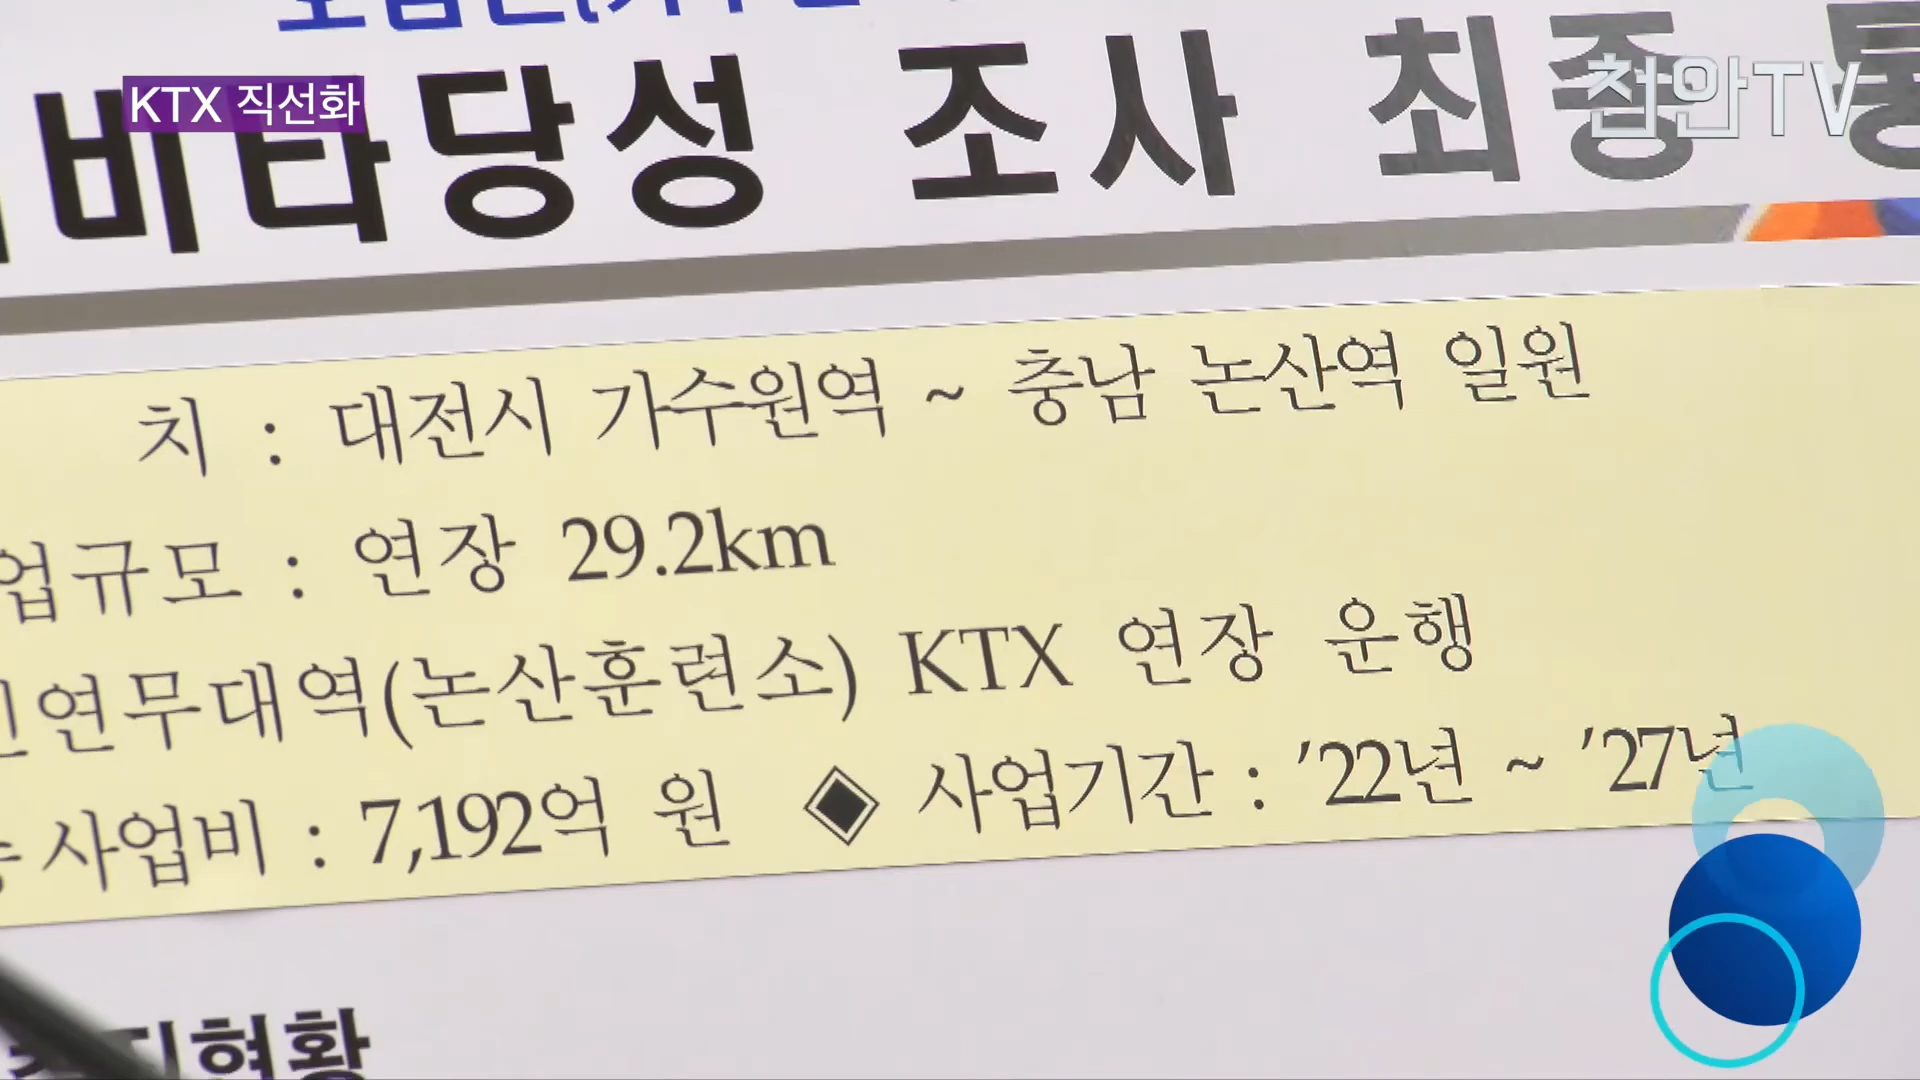 KTX 직선화
천안TV
비타당성 조사 최종
치 : 대전시 가수원역 ~ 충남 논산역 일원
업규모 : 연장 29.2km
연무대역(논산훈련소) KTX 연장 운행
사업비 : 7,192억 원 ◈ 사업기간 : '22년 ~ '27년
현황